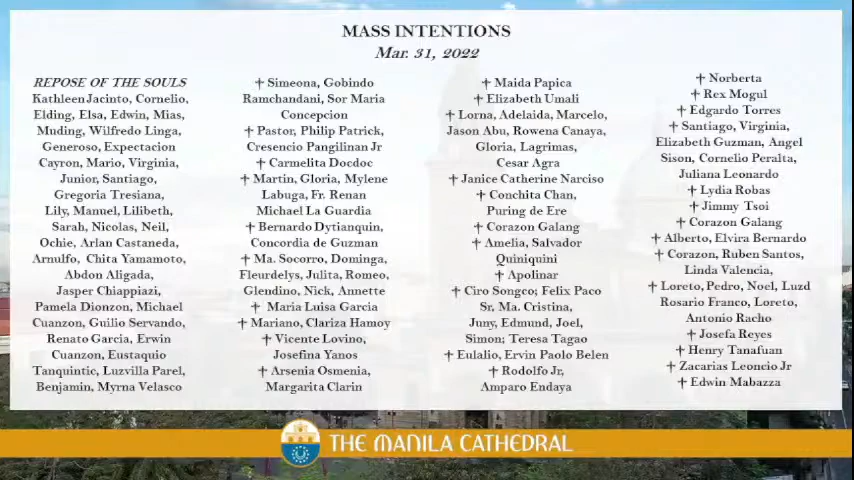 MASS INTENTIONS
Mar. 31, 2022
REPOSE OF THE SOULS
Kathleen Jacinto, Cornelio,
Elding, Elsa, Edwin, Mias,
Muding, Wilfredo Linga,
Generoso, Expectacion
Cayron, Mario, Virginia,
Junior, Santiago,
Gregoria Tresiana,
Lily, Manuel, Lilibeth,
Sarah, Nicolas, Neil,
Ochie, Arlan Castaneda,
Arnulfo, Chita Yamamoto,
Abdon Aligada,
Jasper Chiappiazi,
Pamela Dionzon, Michael
Cuanzon, Guilio Servando,
Renato Garcia, Erwin
Cuanzon, Eustaquio
Tanquintic, Luzvilla Parel,
Benjamin, Myrna Velasco
✝ Simeona, Gobindo
Ramchandani, Sor Maria
Concepcion
✝ Pastor, Philip Patrick,
Cresencio Pangilinan Jr
✝ Carmelita Docdoc
✝ Martin, Gloria, Mylene
Labuga, Fr. Renan
Michael La Guardia
✝ Bernardo Dytianquin,
Concordia de Guzman
✝ Ma. Socorro, Dominga,
Fleurdelys, Julita, Romeo,
Glendino, Nick, Annette
✝ Maria Luisa Garcia
✝ Mariano, Clariza Hamoy
✝ Vicente Lovino,
Josefina Yanos
✝ Arsenia Osmenia,
Margarita Clarin
✝ Maida Papica
✝ Elizabeth Umali
✝ Lorna, Adelaida, Marcelo,
Jason Abu, Rowena Canaya,
Gloria, Lagrimas,
Cesar Agra
✝ Janice Catherine Narciso
✝ Conchita Chan,
Puring de Ere
✝ Corazon Galang
✝ Amelia, Salvador
Quiniquini
✝ Apolinar
✝ Ciro Songco; Felix Paco
Sr, Ma. Cristina,
Juny, Edmund, Joel,
Simon; Teresa Tagao
✝ Eulalio, Ervin Paolo Belen
✝ Rodolfo Jr,
Amparo Endaya
✝ Norberta
✝ Rex Mogul
✝ Edgardo Torres
✝ Santiago, Virginia,
Elizabeth Guzman, Angel
Sison, Cornelio Peralta,
Juliana Leonardo
✝ Lydia Robas
✝ Jimmy Tsoi
✝ Corazon Galang
✝ Alberto, Elvira Bernardo
✝ Corazon, Ruben Santos,
Linda Valencia,
✝ Loreto, Pedro, Noel, Luzd
Rosario Franco, Loreto,
Antonio Racho
✝ Josefa Reyes
✝ Henry Tanafuan
✝ Zacarias Leoncio Jr
✝ Edwin Mabazza
THE MANILA CATHEDRAL